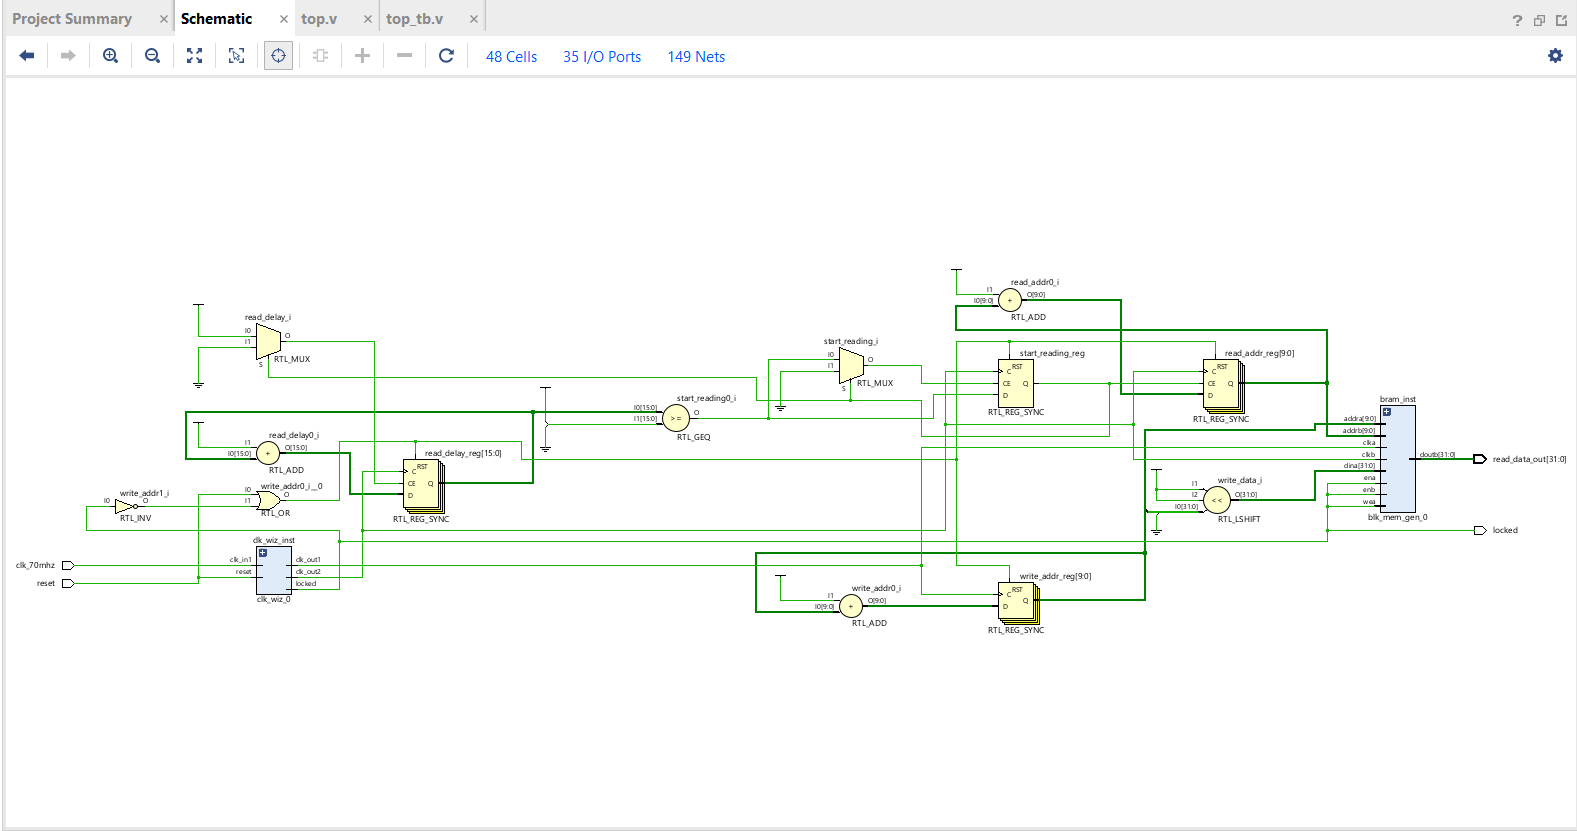 Project Summary × Schematic × top.v × top_tb.v ×
48 Cells 35 I/O Ports 149 Nets
read_addr0_i
I1
I0[9:0]
O[9:0]
+
RTL_ADD
read_delay_i
I0
I1
O
S
RTL_MUX
start_reading_i
I0
I1
O
S
RTL_MUX
start_reading_reg
RST
C
CE
Q
D
RTL_REG_SYNC
read_addr_reg[9:0]
RST
C
CE
Q
D
RTL_REG_SYNC
start_reading0_i
I0[15:0]
I1[15:0]
O
>=
RTL_GEQ
bram_inst
addra[9:0]
addrb[9:0]
clka
clkb
dina[31:0]
ena
enb
wea
doutb[31:0]
blk_mem_gen_0
read_data_out[31:0]
read_delay0_i
I1
I0[15:0]
O[15:0]
+
RTL_ADD
read_delay_reg[15:0]
RST
C
CE
Q
D
RTL_REG_SYNC
write_addr1_i
I0
O
RTL_INV
write_addr0_i__0
I0
I1
O
RTL_OR
write_data_i
I1
I2
I0[31:0]
O[31:0]
<<
RTL_LSHIFT
locked
clk_wiz_inst
clk_in1
reset
clk_out1
clk_out2
locked
clk_wiz_0
clk_70mhz
reset
write_addr0_i
I1
I0[9:0]
O[9:0]
+
RTL_ADD
write_addr_reg[9:0]
RST
C
Q
D
RTL_REG_SYNC